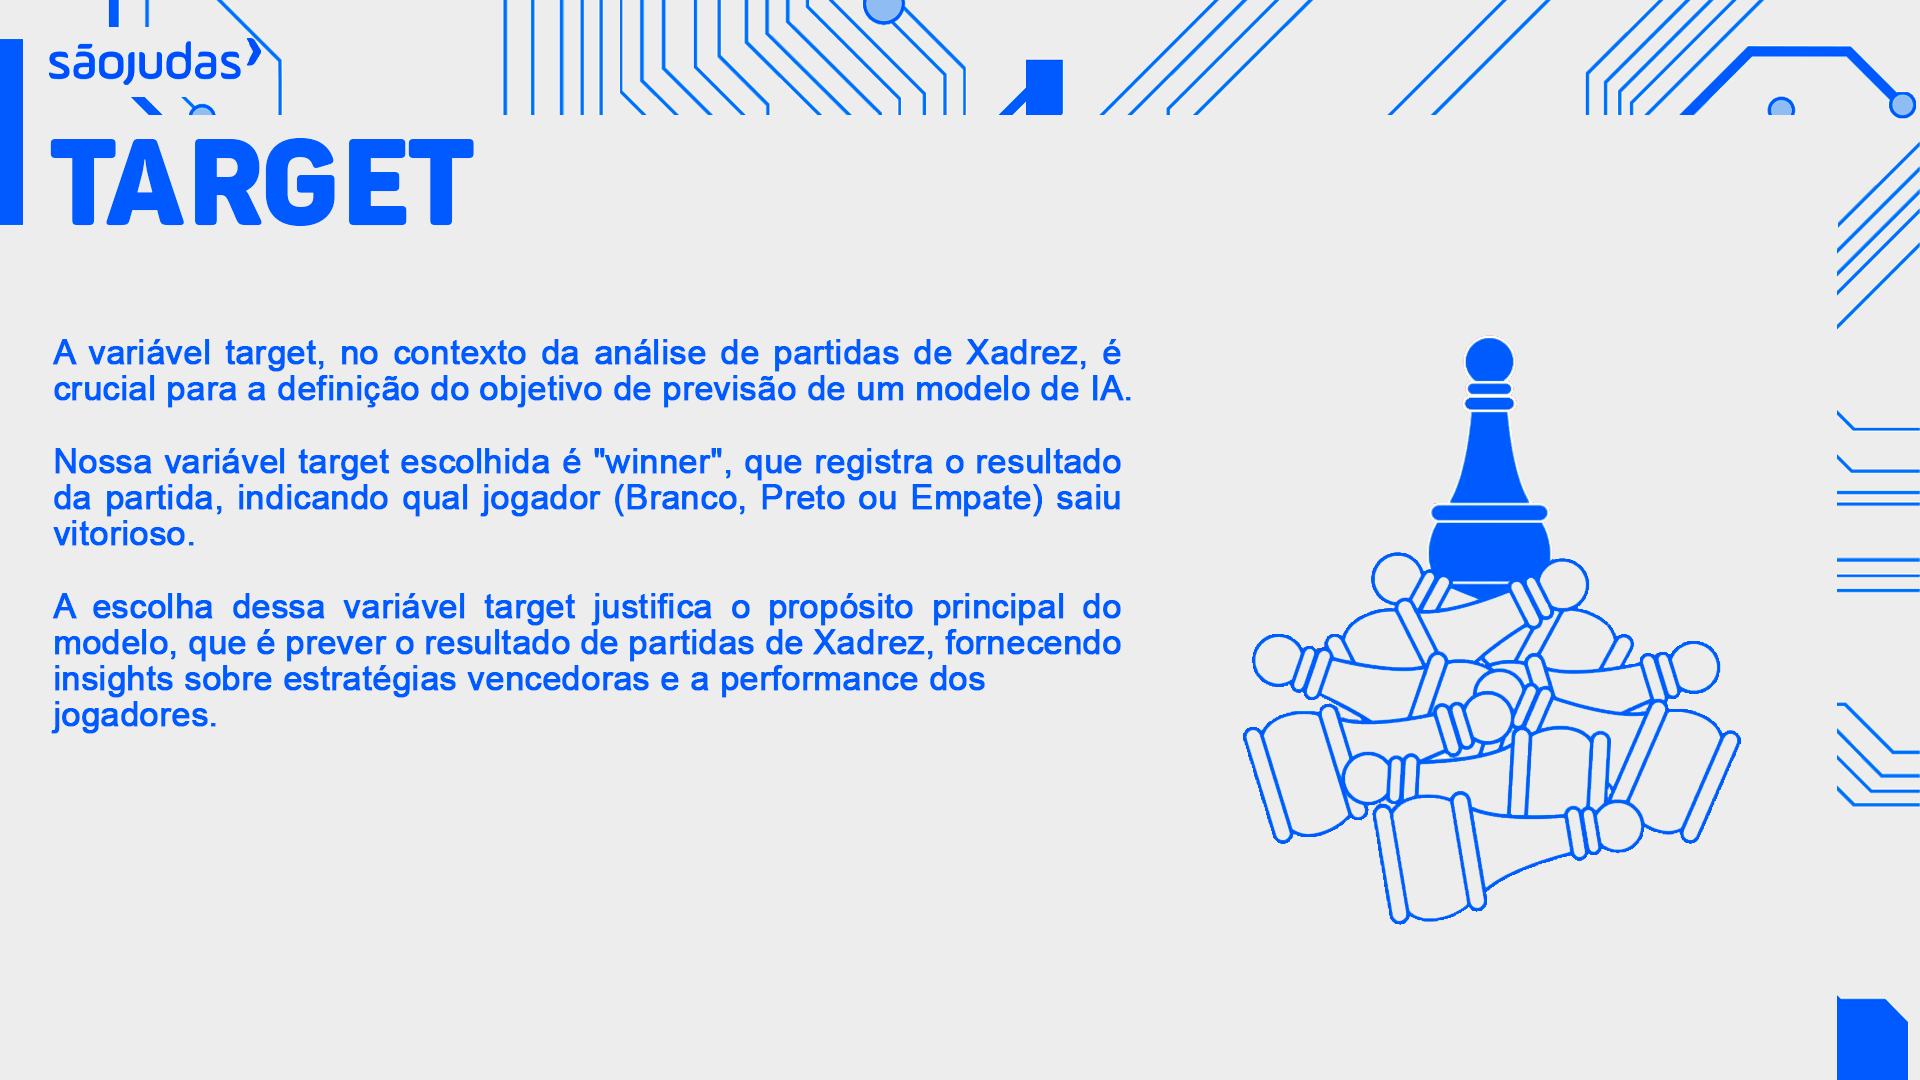 sãojudas
TARGET
A variável target, no contexto da análise de partidas de Xadrez, é
crucial para a definição do objetivo de previsão de um modelo de IA.
Nossa variável target escolhida é "winner", que registra o resultado
da partida, indicando qual jogador (Branco, Preto ou Empate) saiu
vitorioso.
A escolha dessa variável target justifica o propósito principal do
modelo, que é prever o resultado de partidas de Xadrez, fornecendo
insights sobre estratégias vencedoras e a performance dos
jogadores.